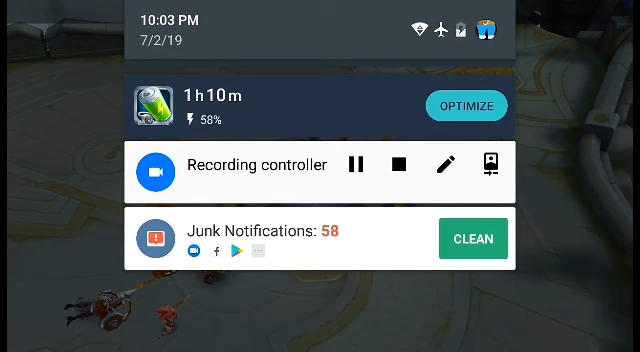 10:03 PM
7/2/19
1h10m
OPTIMIZE
58%
Recording controller
Junk Notifications: 58
CLEAN